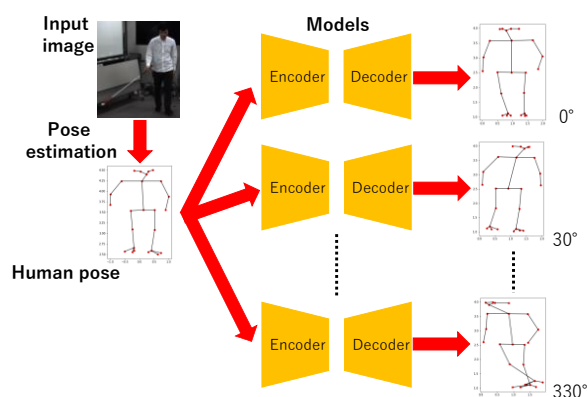 Input
image
Models
Encoder
Decoder
0°
Pose
estimation
Encoder
Decoder
30°
Human pose
Encoder
Decoder
330°